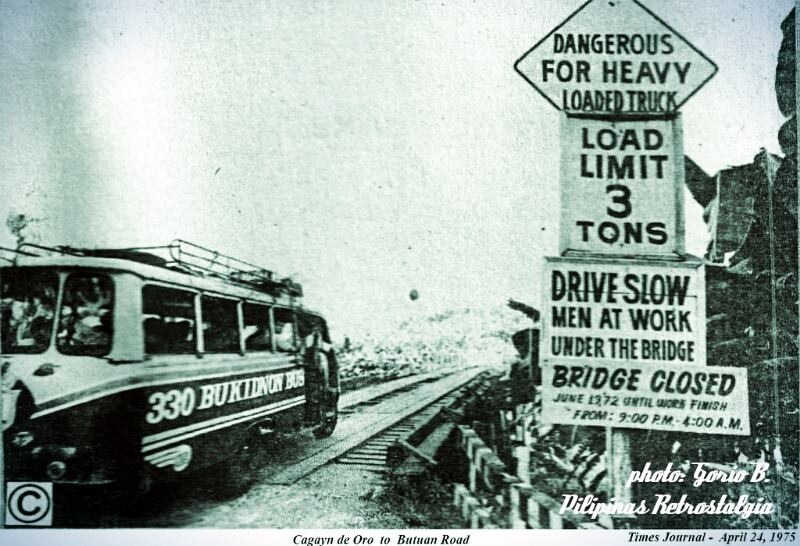 DANGEROUS
FOR HEAVY
LOADED TRUCK
LOAD
LIMIT
3
TONS
DRIVE SLOW
MEN AT WORK
UNDER THE BRIDGE
BRIDGE CLOSED
JUNE 1,972 UNTIL WORK FINISH
FROM: 9:00 P.M.-4:00 A.M.
330 BUKIDNON BUS
©
photo: Gorio B.
Pilipinas Retrostalgia
Cagayn de Oro to Butuan Road
Times Journal - April 24, 1975